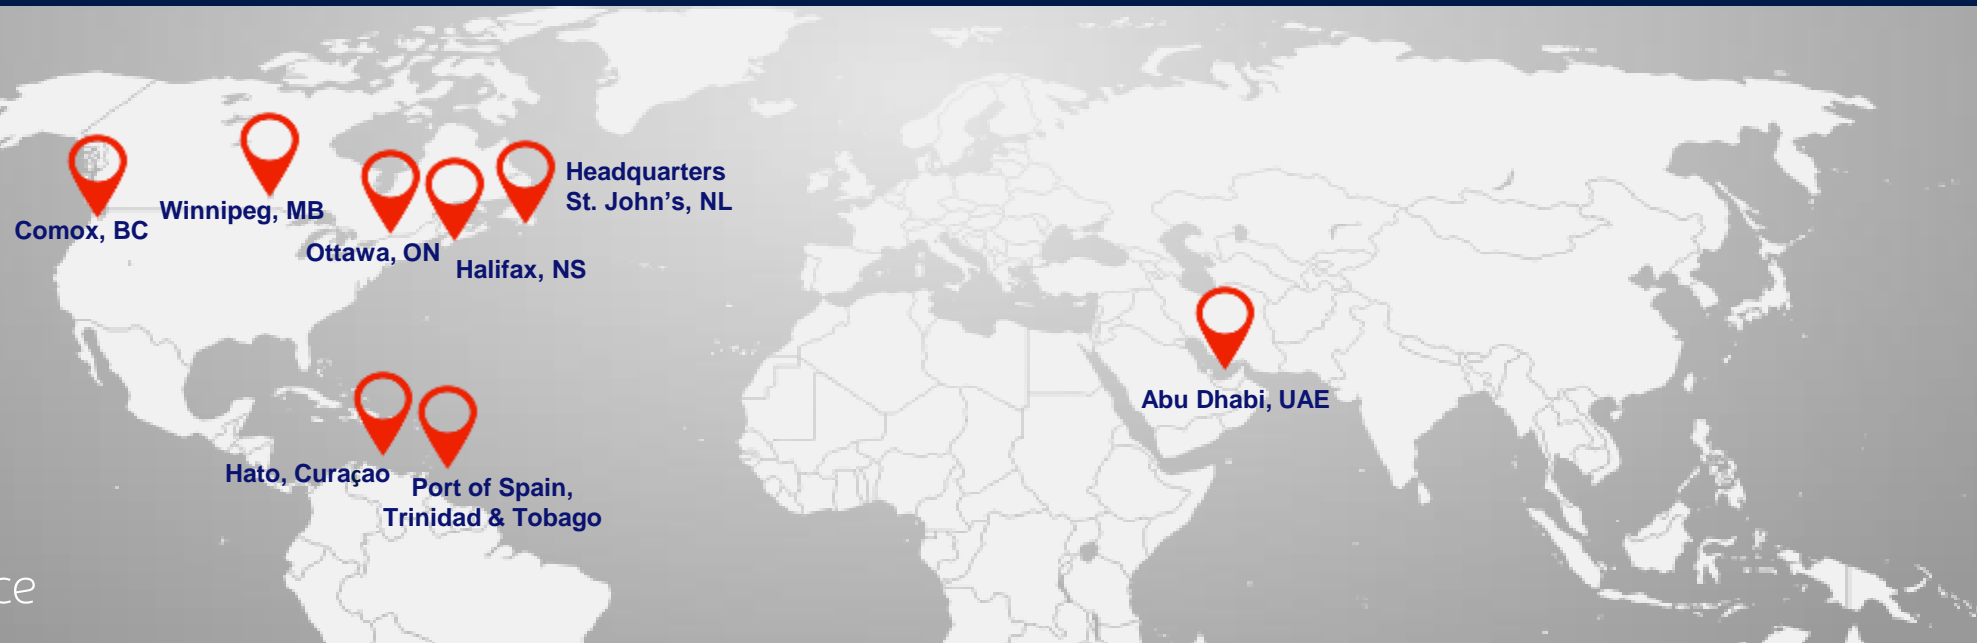 Headquarters
St. John’s, NL
Winnipeg, MB
Comox, BC
Ottawa, ON
Halifax, NS
Abu Dhabi, UAE
Hato, Curaçao
Port of Spain,
Trinidad & Tobago